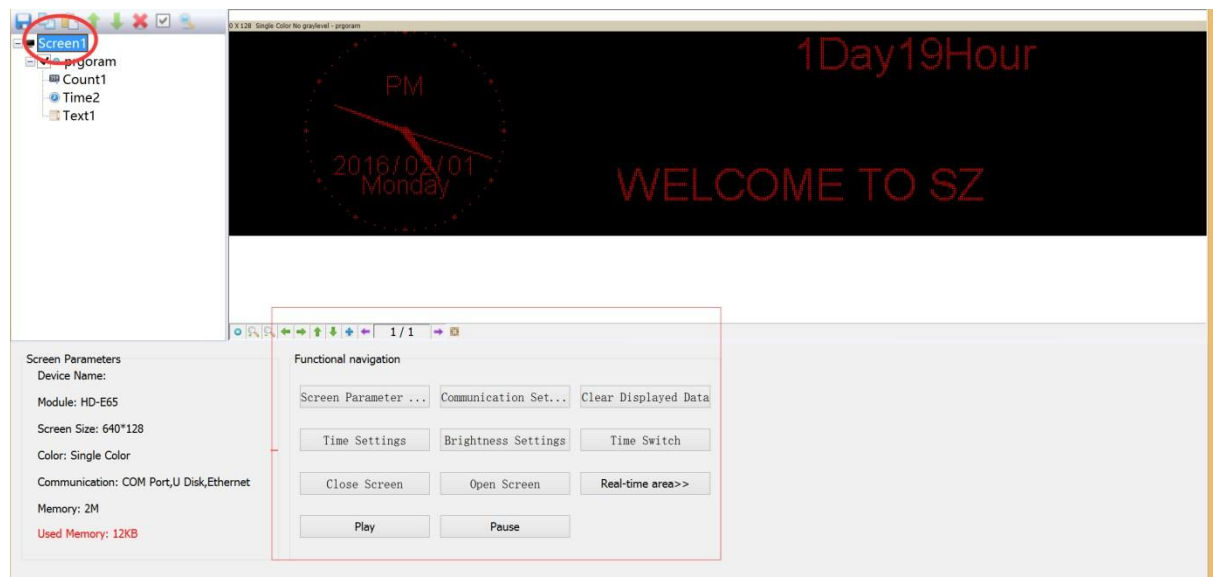 0 X 128 Single Color No graylevel - prgoram
Screen1
prgoram
Count1
Time2
Text1
1Day19Hour
PM
2016/02/01
Monday
WELCOME TO SZ
1 / 1
Screen Parameters
Device Name:
Module: HD-E65
Screen Size: 640*128
Color: Single Color
Communication: COM Port,U Disk,Ethernet
Memory: 2M
Used Memory: 12KB
Functional navigation
Screen Parameter ... Communication Set... Clear Displayed Data
Time Settings Brightness Settings Time Switch
Close Screen Open Screen Real-time area>>
Play Pause